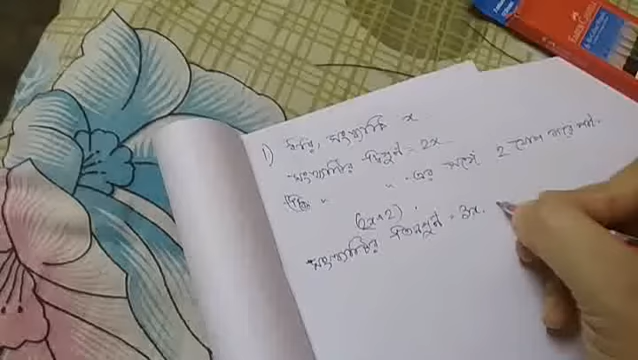 1) ধরি, সংখ্যাটি x
সংখ্যাটির দ্বিগুণ = 2x
" " এর সাথে 2 যোগ করে পাই.
(2x+2) .
সংখ্যাটির তিনগুণ = 3x.